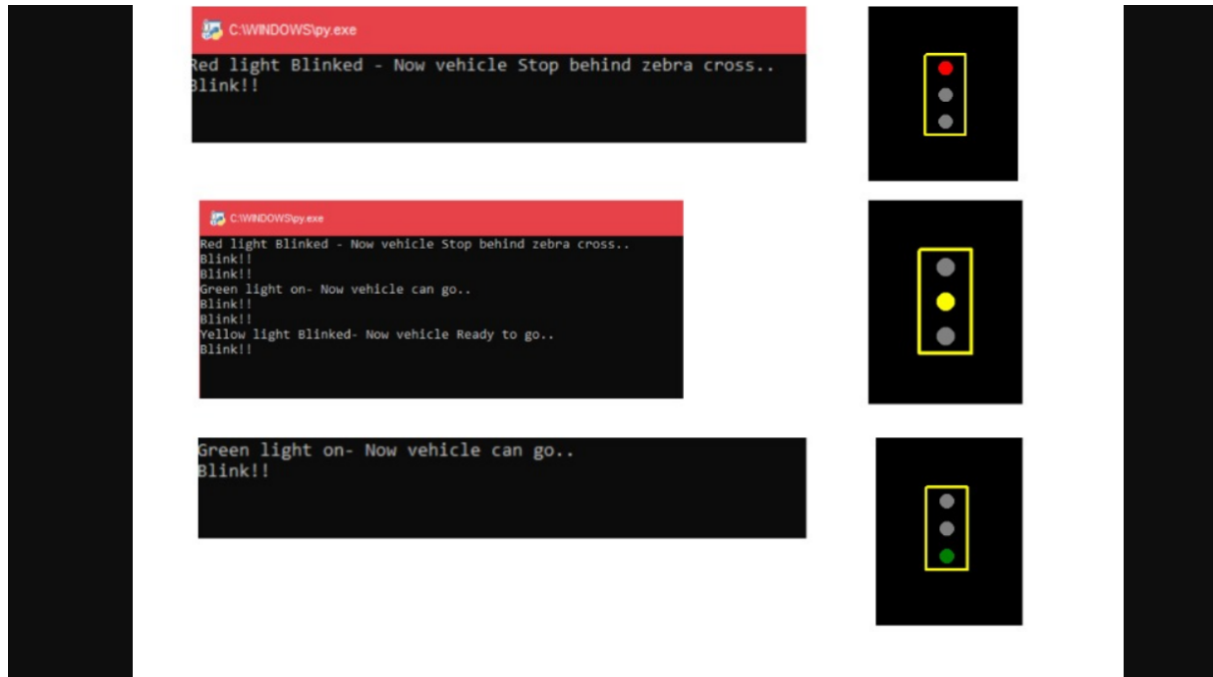 C:\WINDOWS\py.exe
Red light Blinked - Now vehicle Stop behind zebra cross..
Blink!!
C:\WINDOWS\py.exe
Red light Blinked - Now vehicle Stop behind zebra cross..
Blink!!
Blink!!
Green light on- Now vehicle can go..
Blink!!
Blink!!
Yellow light Blinked- Now vehicle Ready to go..
Blink!!
Green light on- Now vehicle can go..
Blink!!